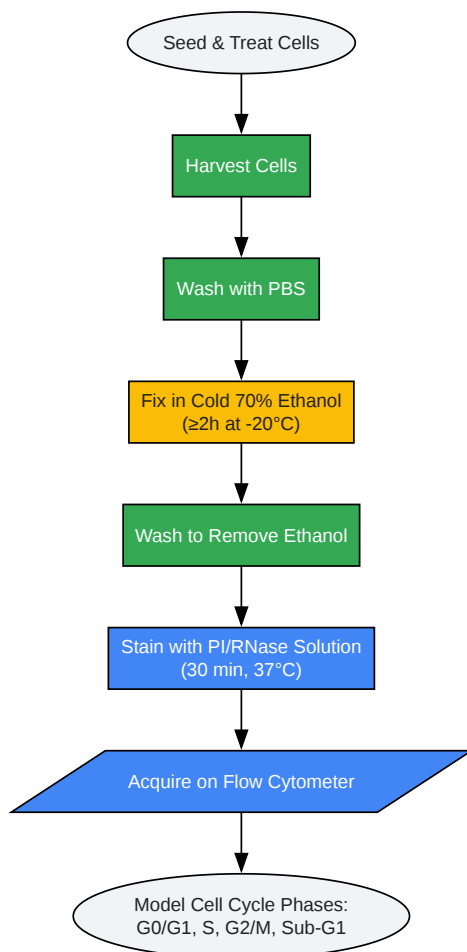 Seed & Treat Cells
Harvest Cells
Wash with PBS
Fix in Cold 70% Ethanol
(≥2h at -20°C)
Wash to Remove Ethanol
Stain with PI/RNase Solution
(30 min, 37°C)
Acquire on Flow Cytometer
Model Cell Cycle Phases:
G0/G1, S, G2/M, Sub-G1